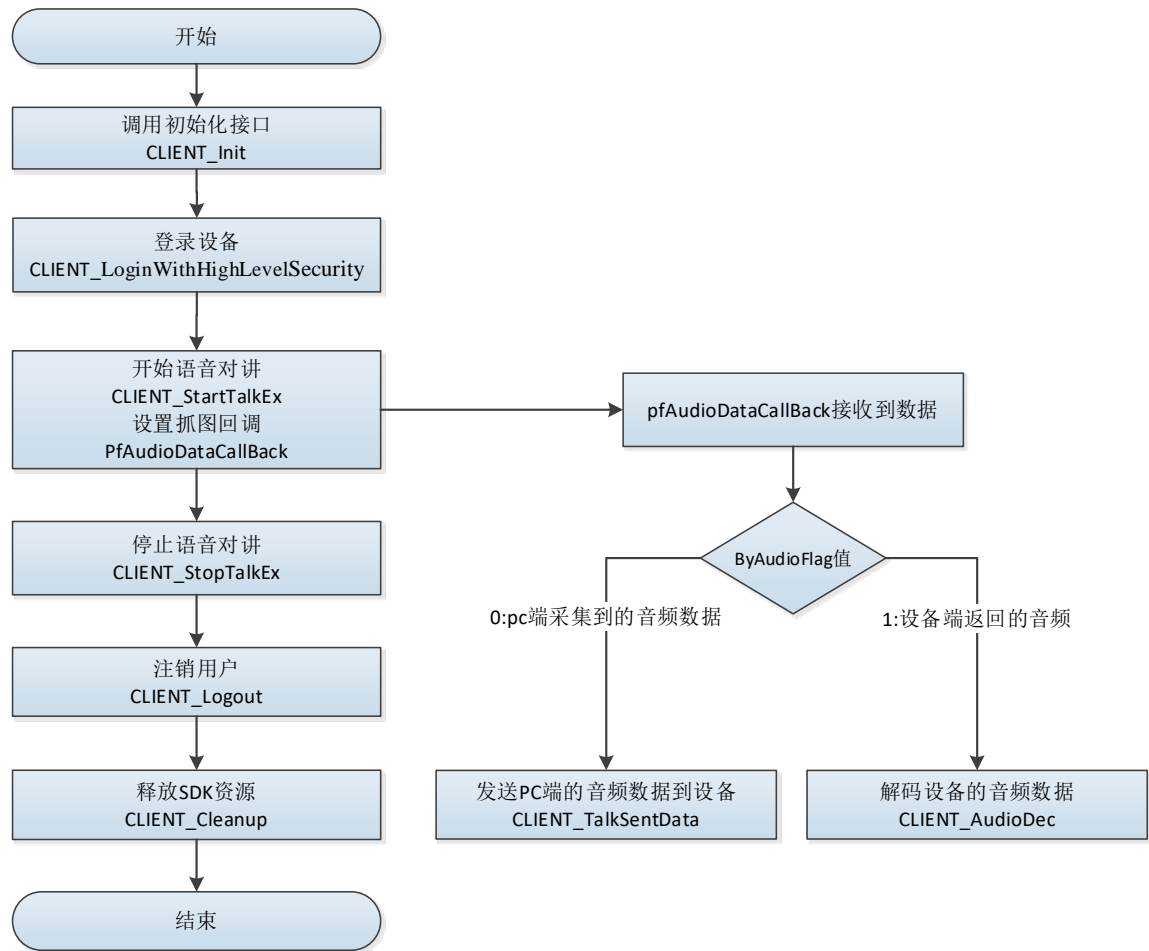 开始
调用初始化接口
CLIENT_Init
登录设备
CLIENT_LoginWithHighLevelSecurity
开始语音对讲
CLIENT_StartTalkEx
设置抓图回调
PfAudioDataCallBack
pfAudioDataCallBack接收到数据
停止语音对讲
CLIENT_StopTalkEx
ByAudioFlag值
0:pc端采集到的音频数据
1:设备端返回的音频
注销用户
CLIENT_Logout
释放SDK资源
CLIENT_Cleanup
发送PC端的音频数据到设备
CLIENT_TalkSentData
解码设备的音频数据
CLIENT_AudioDec
结束